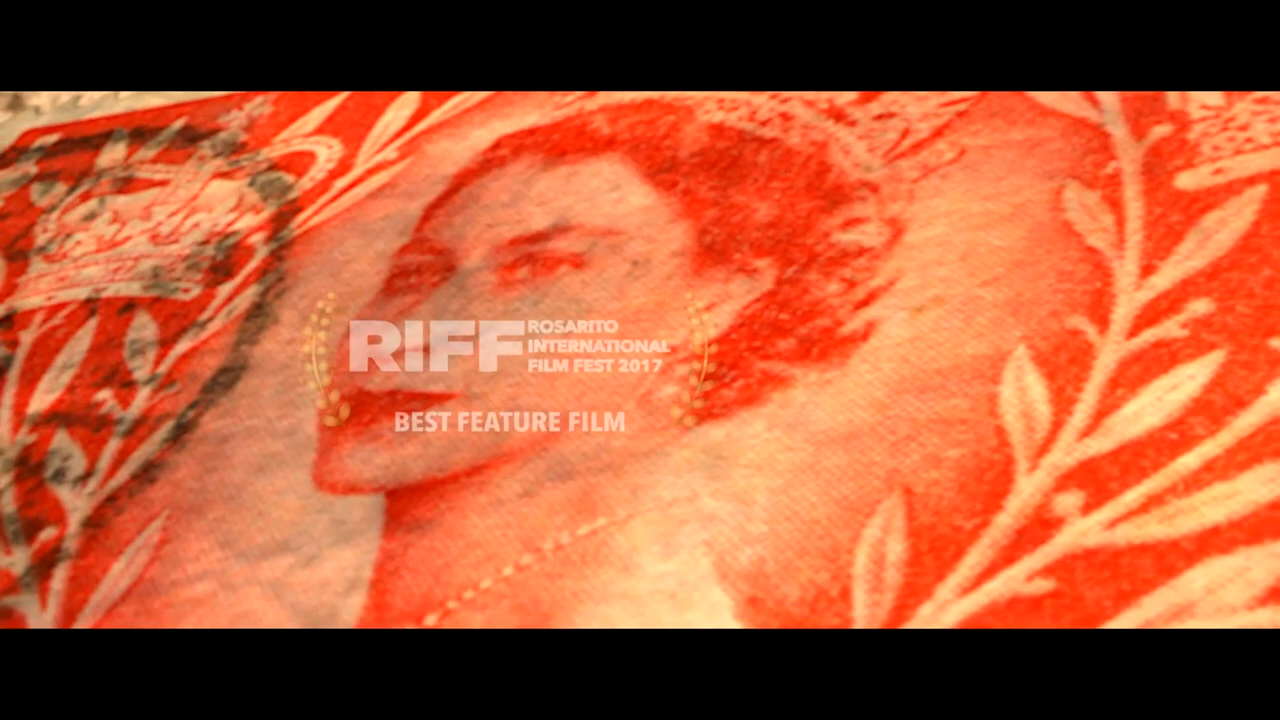 RIFF
ROSARITO
INTERNATIONAL
FILM FEST 2017
BEST FEATURE FILM